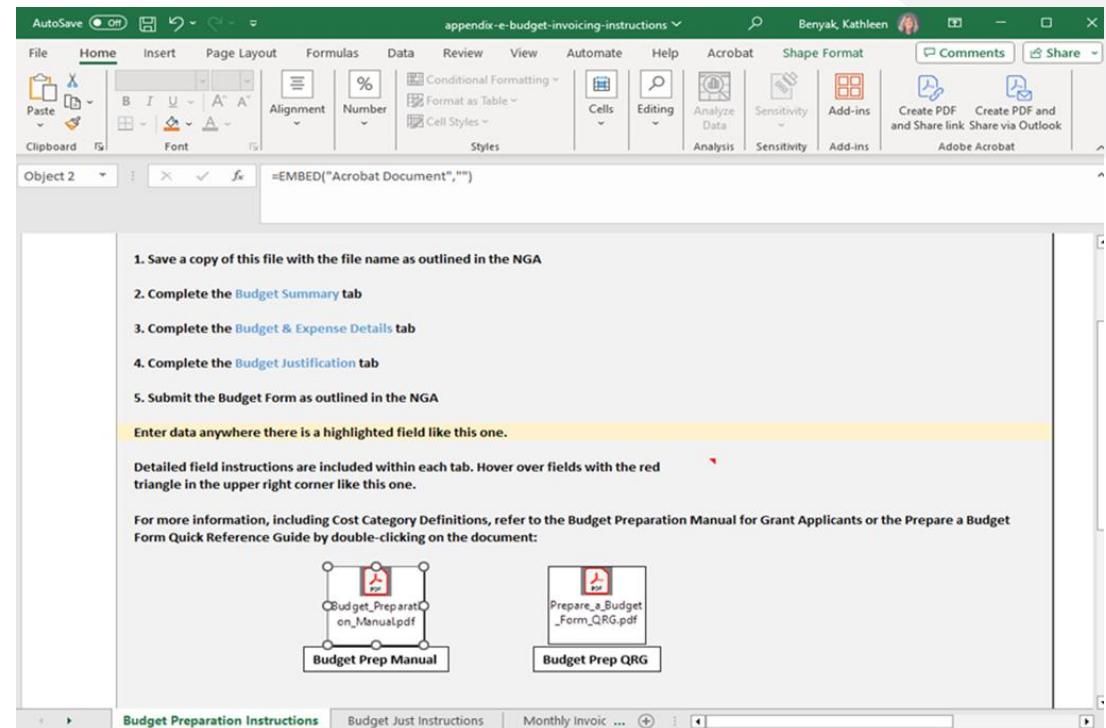 AutoSave Off appendix-e-budget-invoicing-instructions Benyak, Kathleen
File Home Insert Page Layout Formulas Data Review View Automate Help Acrobat Shape Format Comments Share
Paste
B I U A A
Alignment
Number
%
Conditional Formatting
Format as Table
Cell Styles
Cells
Editing
Analyze
Data
Sensitivity
Add-ins
Create PDF
and Share link
Create PDF and
Share via Outlook
Clipboard Font Styles Analysis Sensitivity Add-ins Adobe Acrobat
Object 2 fx =EMBED("Acrobat Document","")
1. Save a copy of this file with the file name as outlined in the NGA
2. Complete the Budget Summary tab
3. Complete the Budget & Expense Details tab
4. Complete the Budget Justification tab
5. Submit the Budget Form as outlined in the NGA
Enter data anywhere there is a highlighted field like this one.
Detailed field instructions are included within each tab. Hover over fields with the red
triangle in the upper right corner like this one.
For more information, including Cost Category Definitions, refer to the Budget Preparation Manual for Grant Applicants or the Prepare a Budget
Form Quick Reference Guide by double-clicking on the document:
PDF
Budget_Preparati
on_Manual.pdf
Budget Prep Manual
PDF
Prepare_a_Budget
_Form_QRG.pdf
Budget Prep QRG
Budget Preparation Instructions Budget Just Instructions Monthly Invoic ...